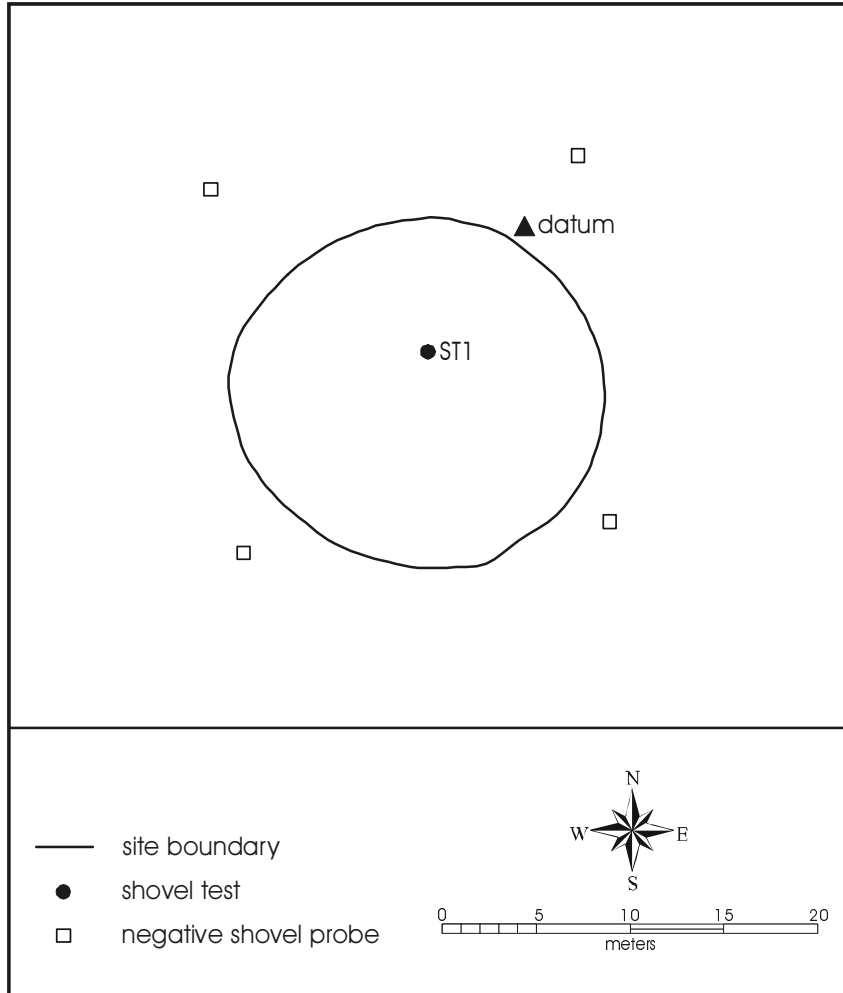 datum
ST1
N
W E
S
site boundary
shovel test
negative shovel probe
0 5 10 15 20
meters